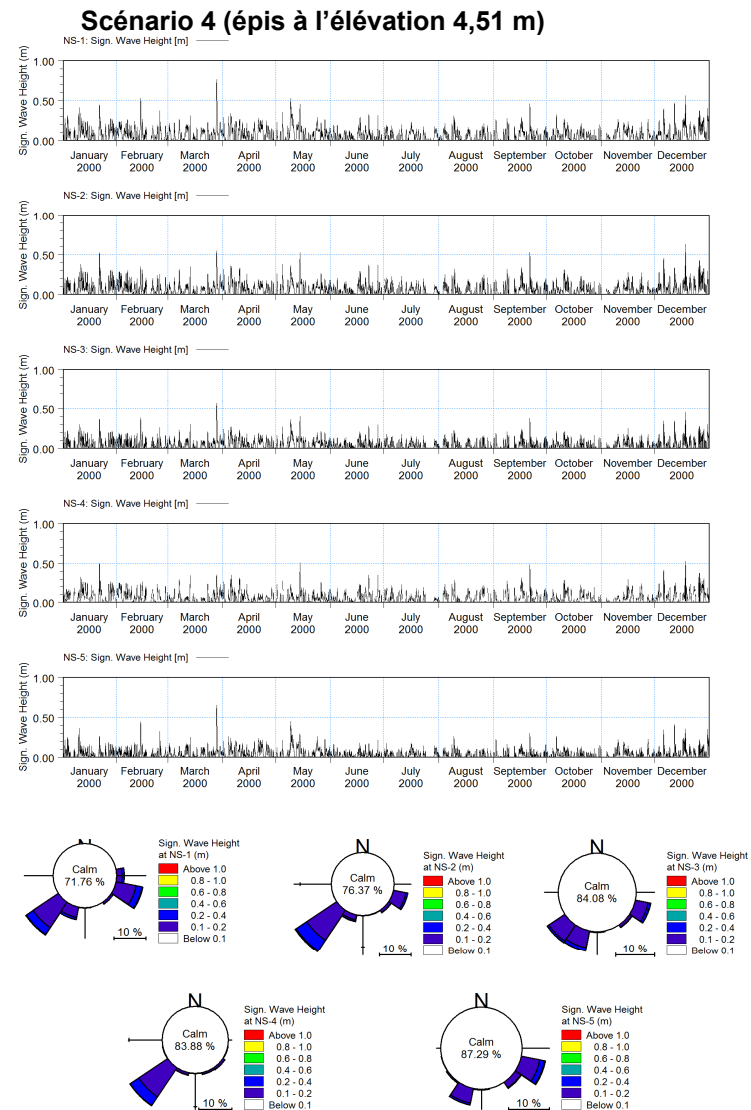 Scénario 4 (épis à l’élévation 4,51 m)
NS-1: Sign. Wave Height [m]
Sign. Wave Height (m)
1.00
0.50
0.00
January February March April May June July August September October November December
2000 2000 2000 2000 2000 2000 2000 2000 2000 2000 2000 2000
NS-2: Sign. Wave Height [m]
Sign. Wave Height (m)
1.00
0.50
0.00
January February March April May June July August September October November December
2000 2000 2000 2000 2000 2000 2000 2000 2000 2000 2000 2000
NS-3: Sign. Wave Height [m]
Sign. Wave Height (m)
1.00
0.50
0.00
January February March April May June July August September October November December
2000 2000 2000 2000 2000 2000 2000 2000 2000 2000 2000 2000
NS-4: Sign. Wave Height [m]
Sign. Wave Height (m)
1.00
0.50
0.00
January February March April May June July August September October November December
2000 2000 2000 2000 2000 2000 2000 2000 2000 2000 2000 2000
NS-5: Sign. Wave Height [m]
Sign. Wave Height (m)
1.00
0.50
0.00
January February March April May June July August September October November December
2000 2000 2000 2000 2000 2000 2000 2000 2000 2000 2000 2000
N
Calm
71.76 %
10 %
Sign. Wave Height
at NS-1 (m)
Above 1.0
0.8 - 1.0
0.6 - 0.8
0.4 - 0.6
0.2 - 0.4
0.1 - 0.2
Below 0.1
N
Calm
76.37 %
10 %
Sign. Wave Height
at NS-2 (m)
Above 1.0
0.8 - 1.0
0.6 - 0.8
0.4 - 0.6
0.2 - 0.4
0.1 - 0.2
Below 0.1
N
Calm
84.08 %
10 %
Sign. Wave Height
at NS-3 (m)
Above 1.0
0.8 - 1.0
0.6 - 0.8
0.4 - 0.6
0.2 - 0.4
0.1 - 0.2
Below 0.1
N
Calm
83.88 %
10 %
Sign. Wave Height
at NS-4 (m)
Above 1.0
0.8 - 1.0
0.6 - 0.8
0.4 - 0.6
0.2 - 0.4
0.1 - 0.2
Below 0.1
N
Calm
87.29 %
10 %
Sign. Wave Height
at NS-5 (m)
Above 1.0
0.8 - 1.0
0.6 - 0.8
0.4 - 0.6
0.2 - 0.4
0.1 - 0.2
Below 0.1